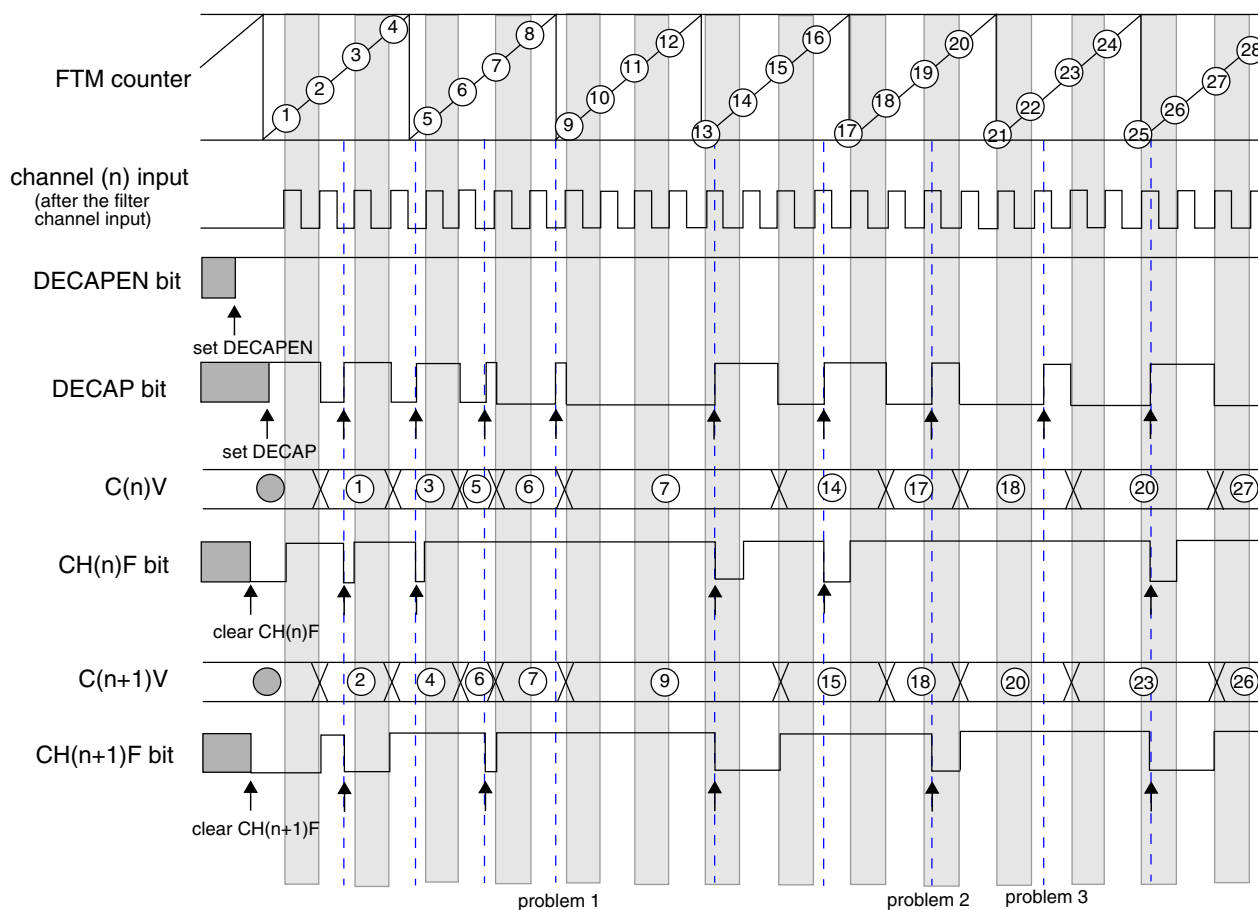 4 8 12 16 20 24 28
3 7 11 15 19 23 27
FTM counter
2 6 10 14 18 22 26
1 5 9 13 17 21 25
channel (n) input
(after the filter
channel input)
DECAPEN bit
set DECAPEN
DECAP bit
set DECAP
C(n)V 1 3 5 6 7 14 17 18 20 27
CH(n)F bit
clear CH(n)F
C(n+1)V 2 4 6 7 9 15 18 20 23 26
CH(n+1)F bit
clear CH(n+1)F
problem 1 problem 2 problem 3